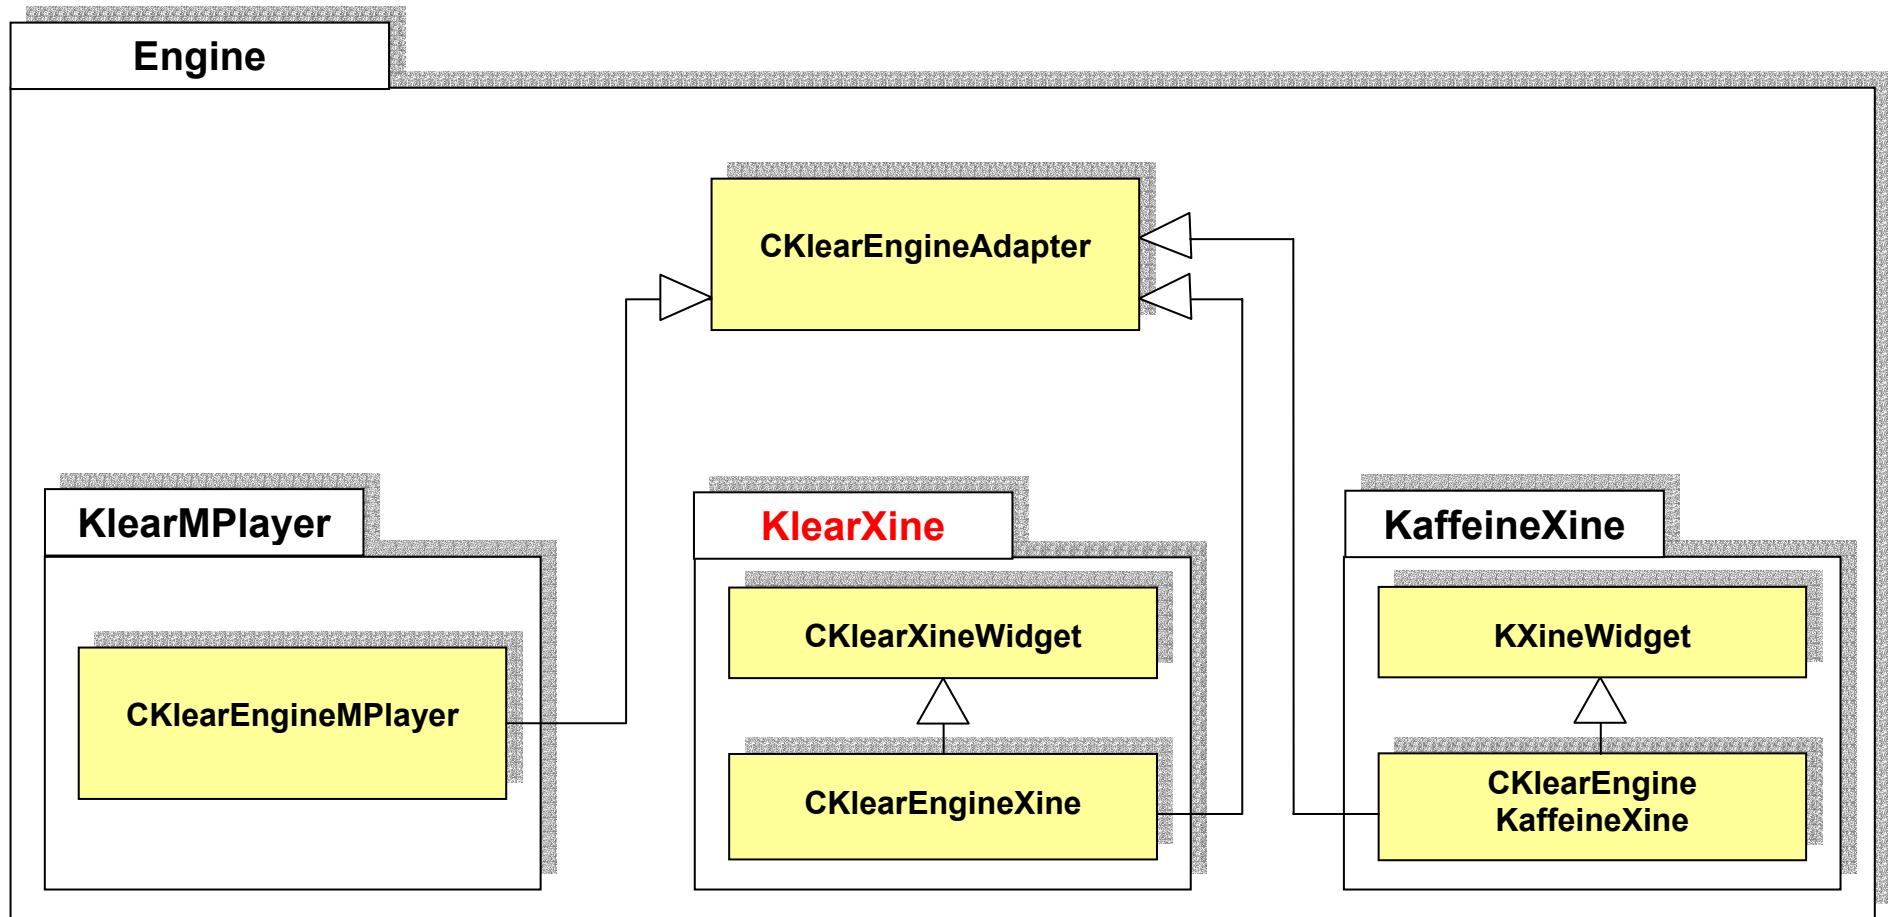 Engine
CKlearEngineAdapter
KlearMPlayer
CKlearEngineMPlayer
KlearXine
CKlearXineWidget
CKlearEngineXine
KaffeineXine
KXineWidget
CKlearEngine
KaffeineXine